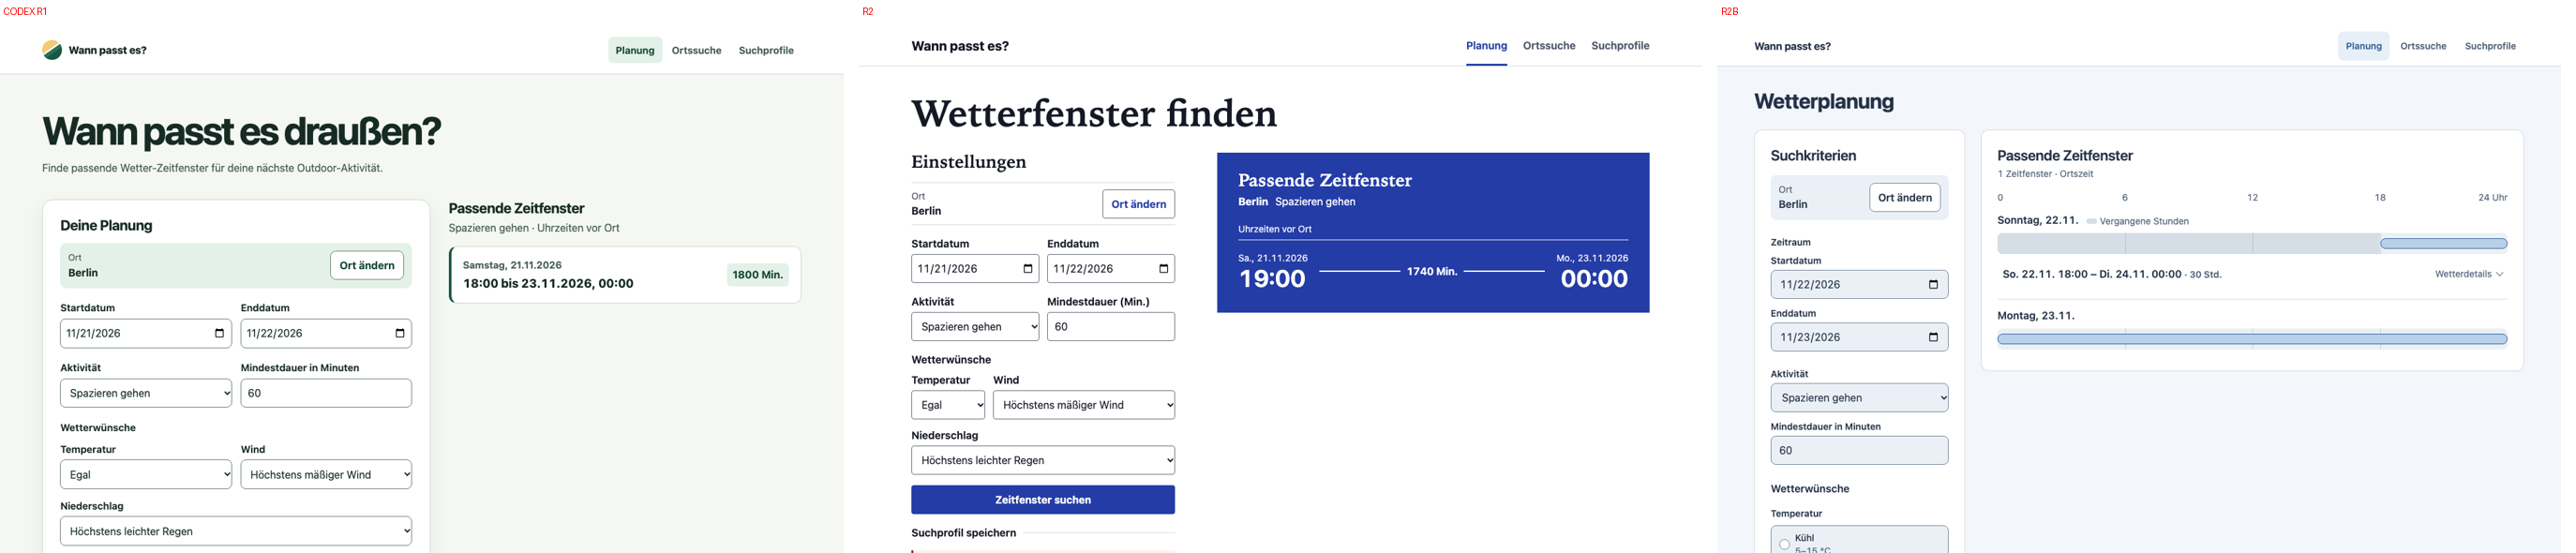 CODEX R1
Wann passt es?
Planung Ortssuche Suchprofile
Wann passt es draußen?
Finde passende Wetter-Zeitfenster für deine nächste Outdoor-Aktivität.
Deine Planung
Ort
Berlin
Ort ändern
Startdatum Enddatum
11/21/2026 11/22/2026
Aktivität Mindestdauer in Minuten
Spazieren gehen 60
Wetterwünsche
Temperatur Wind
Egal Höchstens mäßiger Wind
Niederschlag
Höchstens leichter Regen
Passende Zeitfenster
Spazieren gehen · Uhrzeiten vor Ort
Samstag, 21.11.2026
18:00 bis 23.11.2026, 00:00
1800 Min.
R2
Wann passt es?
Planung Ortssuche Suchprofile
Wetterfenster finden
Einstellungen
Ort
Berlin
Ort ändern
Startdatum Enddatum
11/21/2026 11/22/2026
Aktivität Mindestdauer (Min.)
Spazieren gehen 60
Wetterwünsche
Temperatur Wind
Egal Höchstens mäßiger Wind
Niederschlag
Höchstens leichter Regen
Zeitfenster suchen
Suchprofil speichern
Passende Zeitfenster
Berlin Spazieren gehen
Uhrzeiten vor Ort
Sa., 21.11.2026 Mo., 23.11.2026
19:00 1740 Min. 00:00
R2B
Wann passt es?
Planung Ortssuche Suchprofile
Wetterplanung
Suchkriterien
Ort
Berlin
Ort ändern
Zeitraum
Startdatum
11/22/2026
Enddatum
11/23/2026
Aktivität
Spazieren gehen
Mindestdauer in Minuten
60
Wetterwünsche
Temperatur
Kühl
5–15 °C
Passende Zeitfenster
1 Zeitfenster · Ortszeit
0 6 12 18 24 Uhr
Sonntag, 22.11. Vergangene Stunden
So. 22.11. 18:00 – Di. 24.11. 00:00 · 30 Std. Wetterdetails
Montag, 23.11.